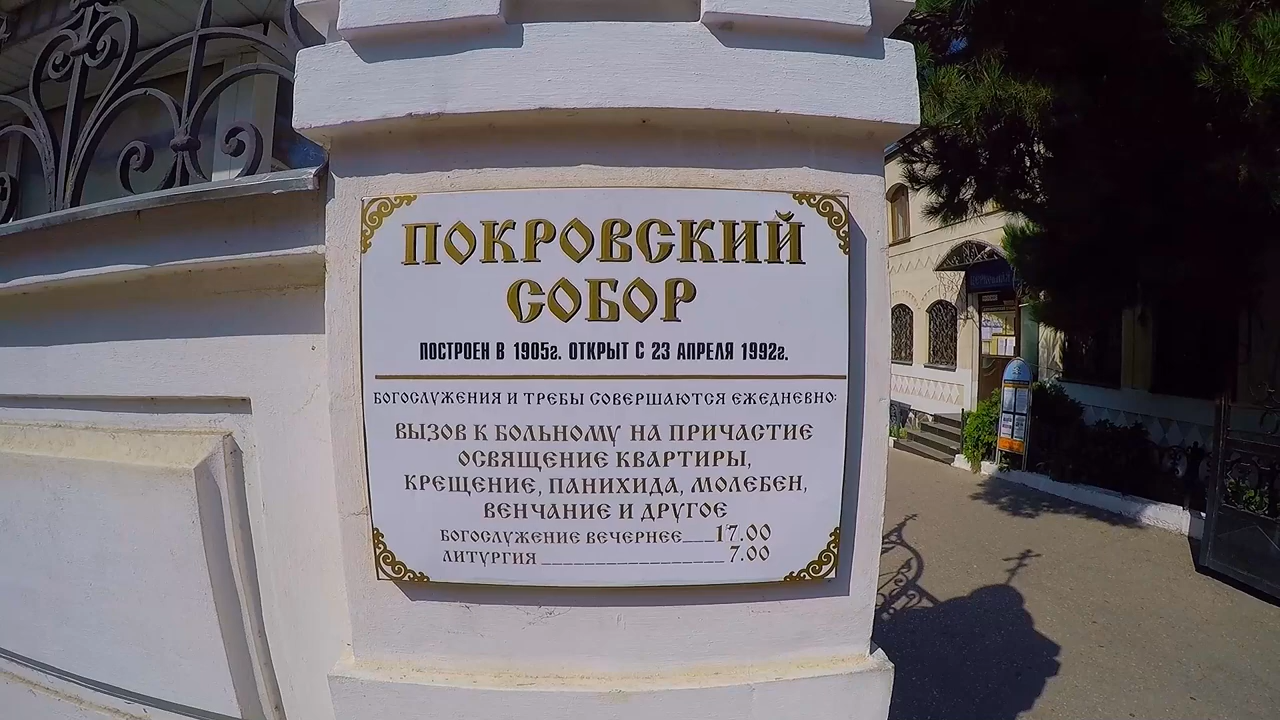 ПОКРОВСКИЙ
СОБОР
ПОСТРОЕН В 1905г. ОТКРЫТ С 23 АПРЕЛЯ 1992г.
БОГОСЛУЖЕНИЯ И ТРЕБЫ СОВЕРШАЮТСЯ ЕЖЕДНЕВНО:
ВЫЗОВ К БОЛЬНОМУ НА ПРИЧАСТИЕ
ОСВЯЩЕНИЕ КВАРТИРЫ,
КРЕЩЕНИЕ, ПАНИХИДА, МОЛЕБЕН,
ВЕНЧАНИЕ И ДРУГОЕ
БОГОСЛУЖЕНИЕ ВЕЧЕРНЕЕ___17.00
ЛИТУРГИЯ __________________ 7.00